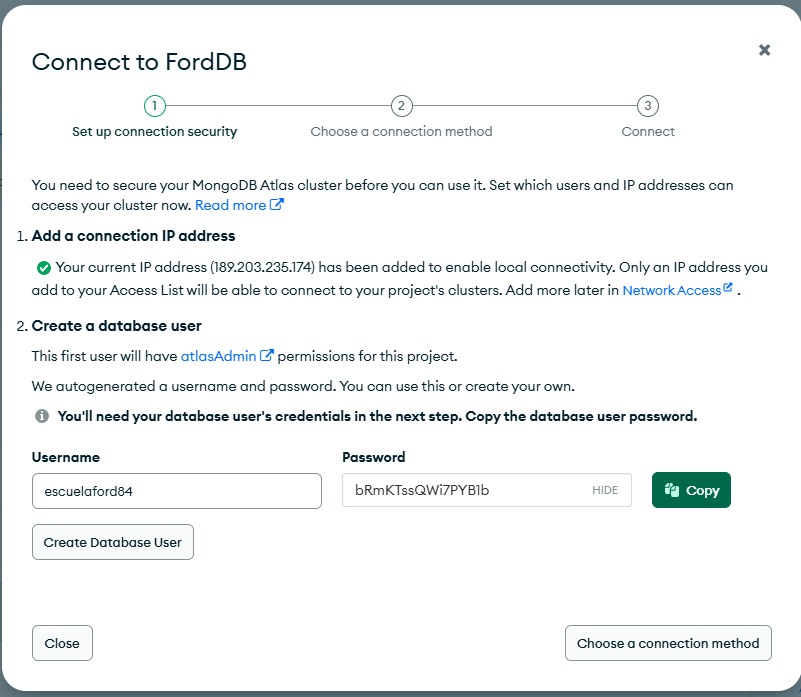 Connect to FordDB
1
2
3
Set up connection security
Choose a connection method
Connect
You need to secure your MongoDB Atlas cluster before you can use it. Set which users and IP addresses can
access your cluster now. Read more
1. Add a connection IP address
Your current IP address (189.203.235.174) has been added to enable local connectivity. Only an IP address you
add to your Access List will be able to connect to your project's clusters. Add more later in Network Access .
2. Create a database user
This first user will have atlasAdmin permissions for this project.
We autogenerated a username and password. You can use this or create your own.
You'll need your database user's credentials in the next step. Copy the database user password.
Username
Password
escuelaford84
bRmKTssQWi7PYB1b
HIDE
Copy
Create Database User
Close
Choose a connection method